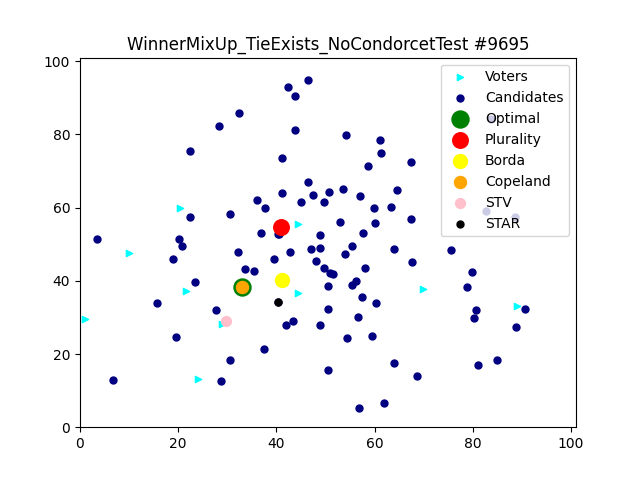 WinnerMixUp_TieExists_NoCondorcetTest #9695
100
80
60
40
20
0
0
20
40
60
80
100
Voters
Candidates
Optimal
Plurality
Borda
Copeland
STV
STAR